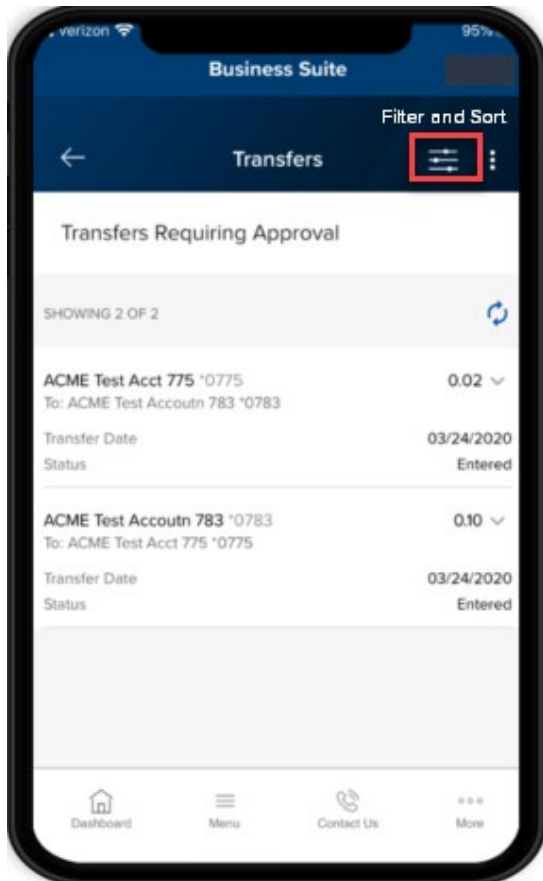 verizon 95%
Business Suite
Filter and Sort
Transfers
Transfers Requiring Approval
SHOWING 2 OF 2
ACME Test Acct 775 *0775 0.02
To: ACME Test Accoutn 783 *0783
Transfer Date 03/24/2020
Status Entered
ACME Test Accoutn 783 *0783 0.10
To: ACME Test Acct 775 *0775
Transfer Date 03/24/2020
Status Entered
Dashboard Menu Contact Us More